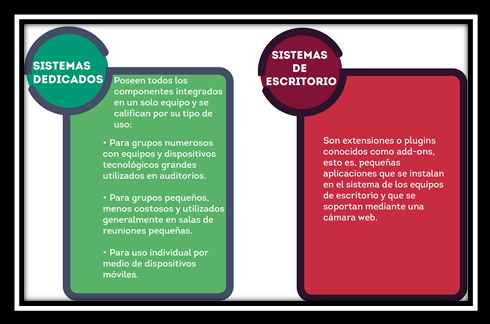 SISTEMAS
DEDICADOS
Poseen todos los
componentes integrados
en un solo equipo y se
califican por su tipo de
uso:
• Para grupos numerosos
con equipos y dispositivos
tecnológicos grandes
utilizados en auditorios.
• Para grupos pequeños,
menos costosos y utilizados
generalmente en salas de
reuniones pequeñas.
• Para uso individual por
medio de dispositivos
móviles.
SISTEMAS
DE
ESCRITORIO
Son extensiones o plugins
conocidos como add-ons,
esto es, pequeñas
aplicaciones que se instalan
en el sistema de los equipos
de escritorio y que se
soportan mediante una
cámara web.